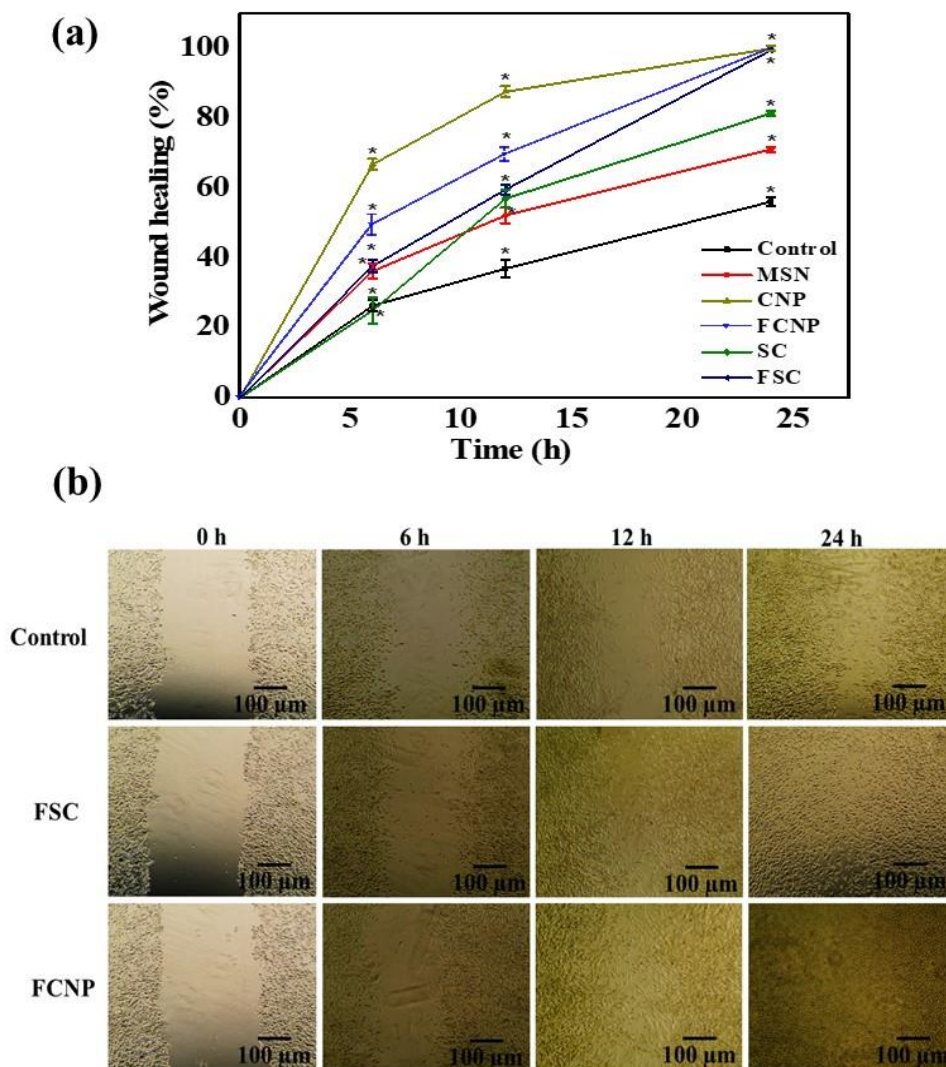 (a)
Wound healing (%)
100
80
60
40
20
0
0 5 10 15 20 25
Time (h)
Control
MSN
CNP
FCNP
SC
FSC
* * * * * * * * * * * * * * * * *
(b)
0 h 6 h 12 h 24 h
Control
100 µm 100 µm 100 µm 100 µm
FSC
100 µm 100 µm 100 µm 100 µm
FCNP
100 µm 100 µm 100 µm 100 µm